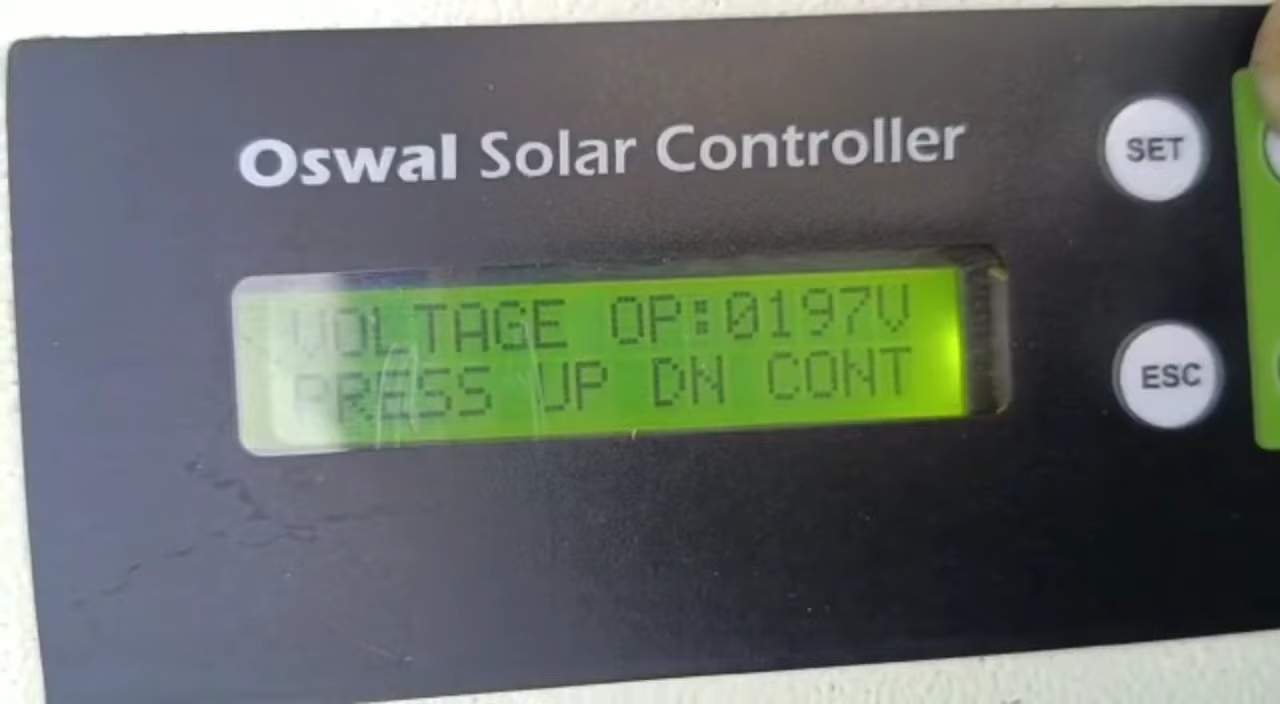 Oswal Solar Controller
SET
VOLTAGE OP:0197V
PRESS UP DN CONT
ESC